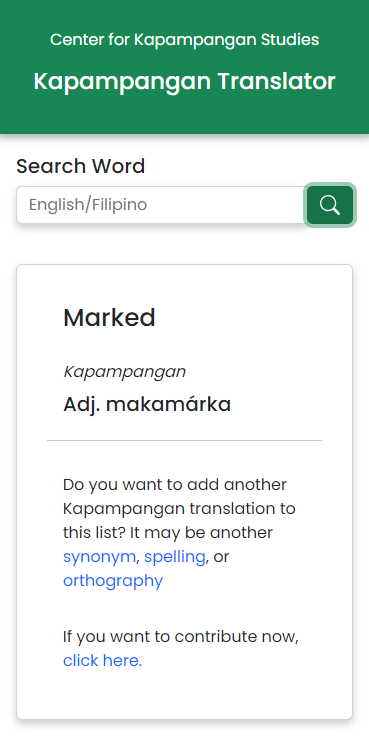 Center for Kapampangan Studies
Kapampangan Translator
Search Word
English/Filipino
Marked
Kapampangan
Adj. makamárka
Do you want to add another
Kapampangan translation to
this list? It may be another
synonym, spelling, or
orthography
If you want to contribute now,
click here.